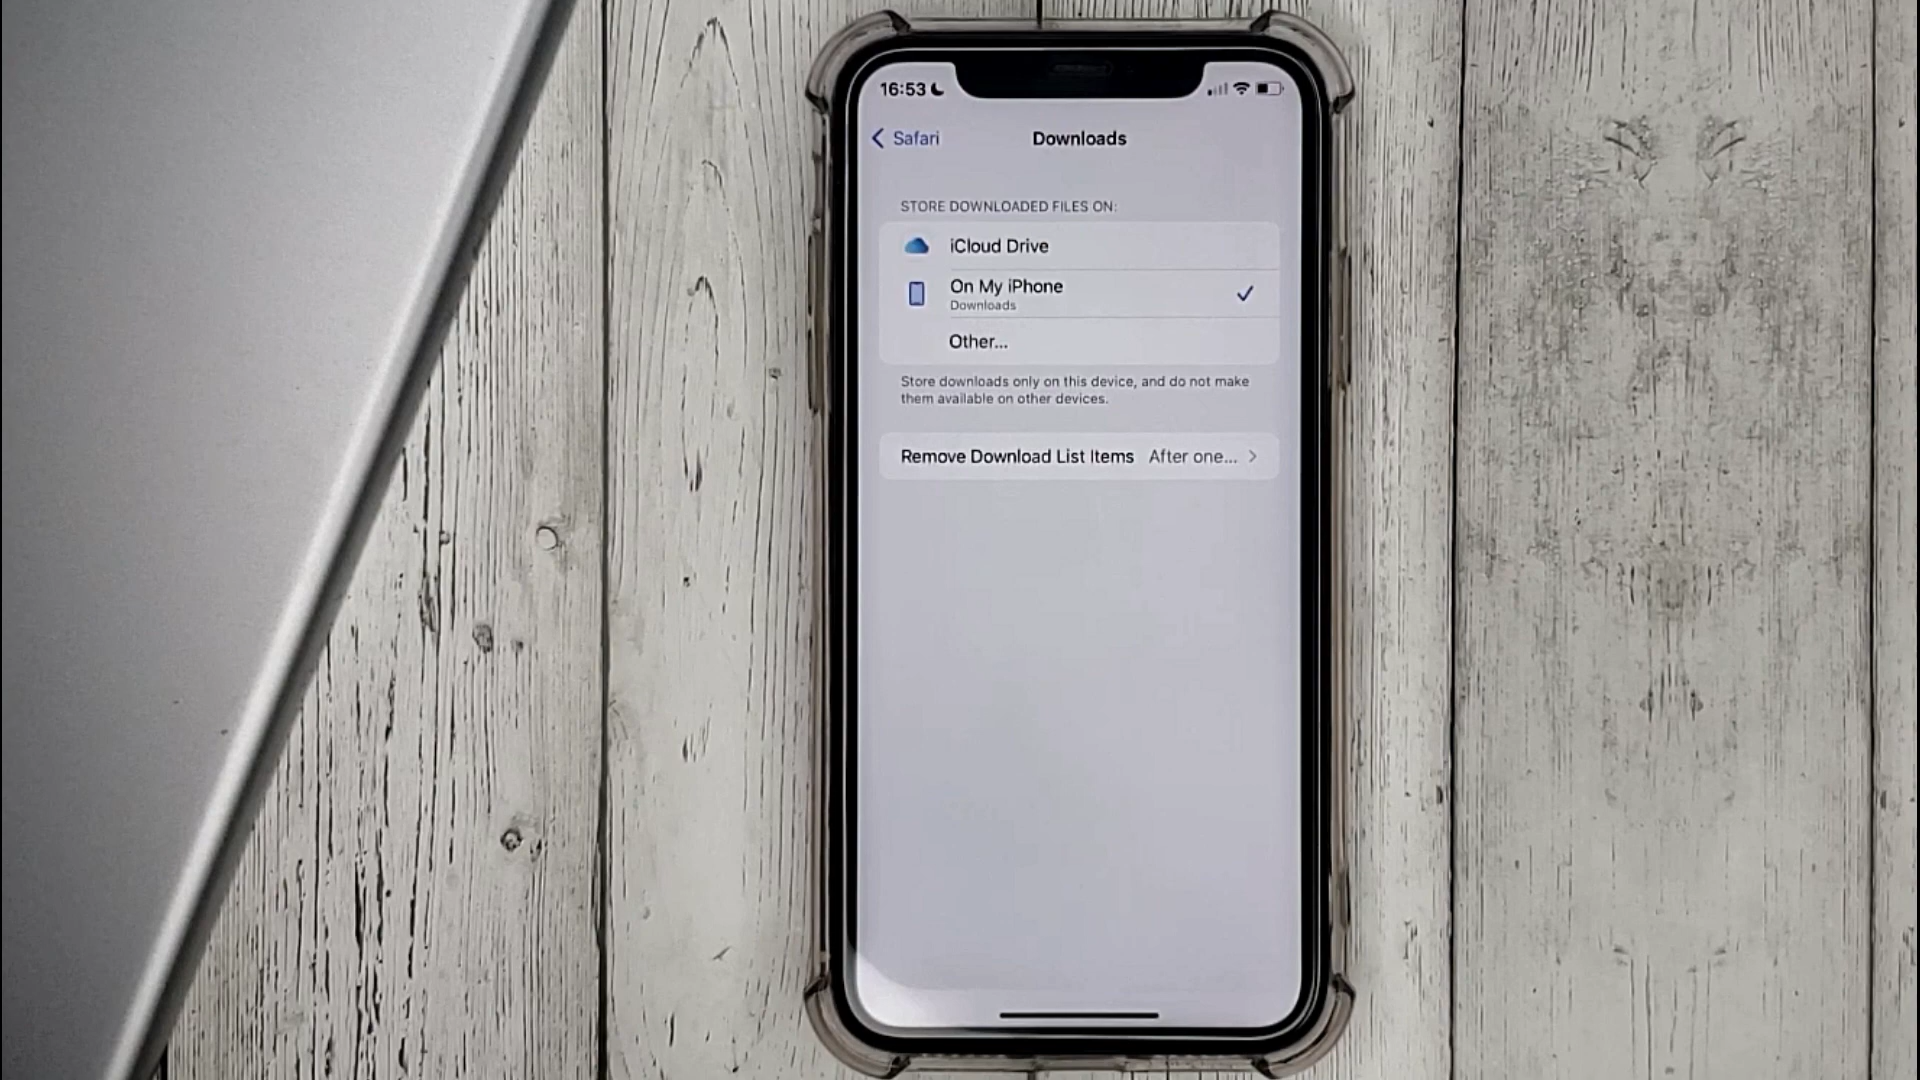 16:53
Safari
Downloads
STORE DOWNLOADED FILES ON:
iCloud Drive
On My iPhone
Downloads
Other...
Store downloads only on this device, and do not make
them available on other devices.
Remove Download List Items After one...